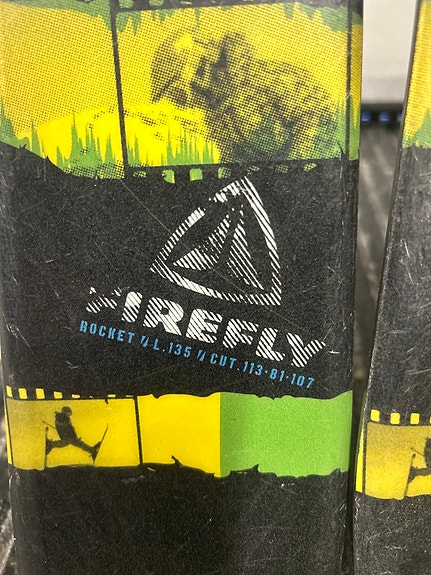 FIREFLY
ROCKET // L.135 // CUT.113-81-107